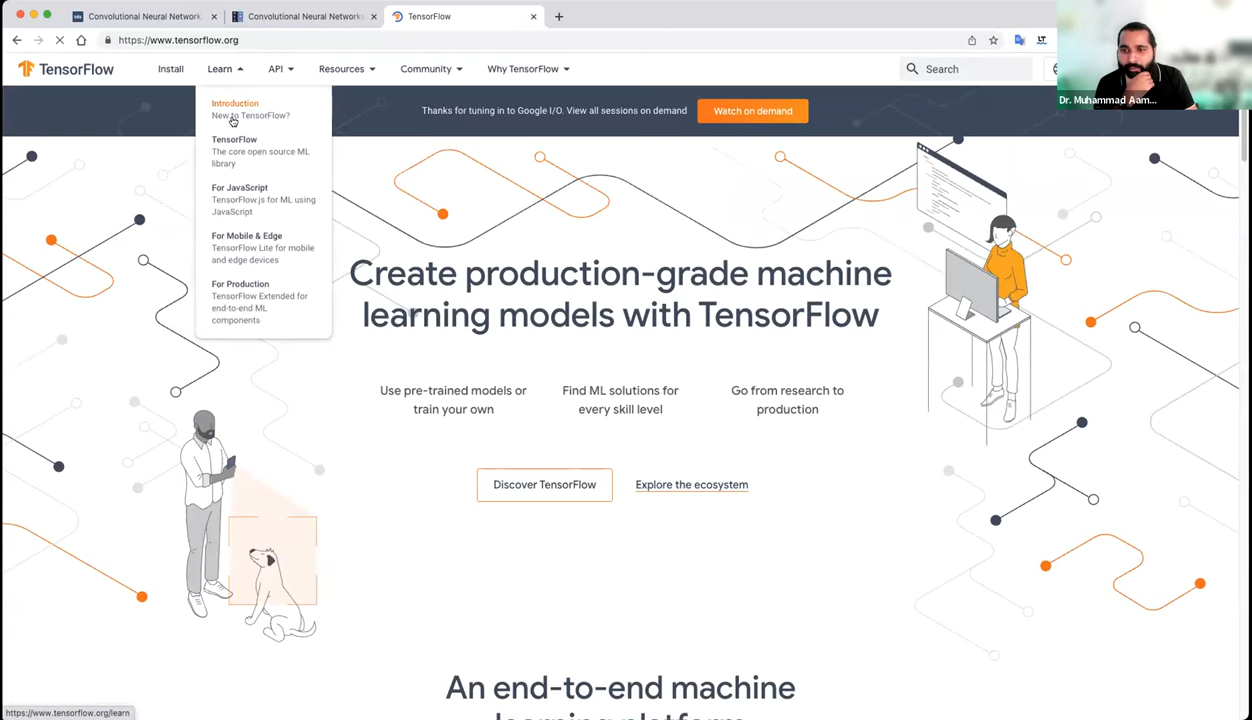 Convolutional Neural Network
Convolutional Neural Networks
TensorFlow
https://www.tensorflow.org
LT
TensorFlow
Install
Learn
API
Resources
Community
Why TensorFlow
Search
Dr. Muhammad Aam...
Introduction
New to TensorFlow?
TensorFlow
The core open source ML
library
For JavaScript
TensorFlow.js for ML using
JavaScript
For Mobile & Edge
TensorFlow Lite for mobile
and edge devices
For Production
TensorFlow Extended for
end-to-end ML
components
Thanks for tuning in to Google I/O. View all sessions on demand
Watch on demand
Create production-grade machine
learning models with TensorFlow
Use pre-trained models or
train your own
Find ML solutions for
every skill level
Go from research to
production
Discover TensorFlow
Explore the ecosystem
An end-to-end machine
learning platform
https://www.tensorflow.org/learn